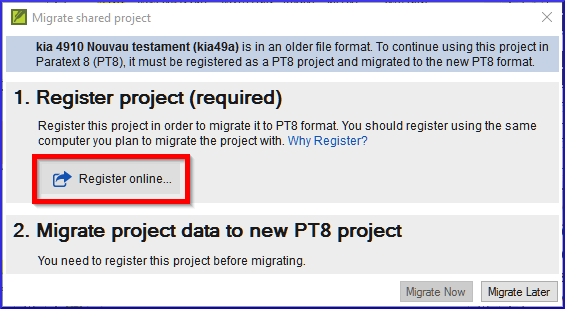 Migrate shared project
kia 4910 Nouvau testament (kia49a) is in an older file format. To continue using this project in
Paratext 8 (PT8), it must be registered as a PT8 project and migrated to the new PT8 format.
1. Register project (required)
Register this project in order to migrate it to PT8 format. You should register using the same
computer you plan to migrate the project with. Why Register?
Register online...
2. Migrate project data to new PT8 project
You need to register this project before migrating.
Migrate Now Migrate Later